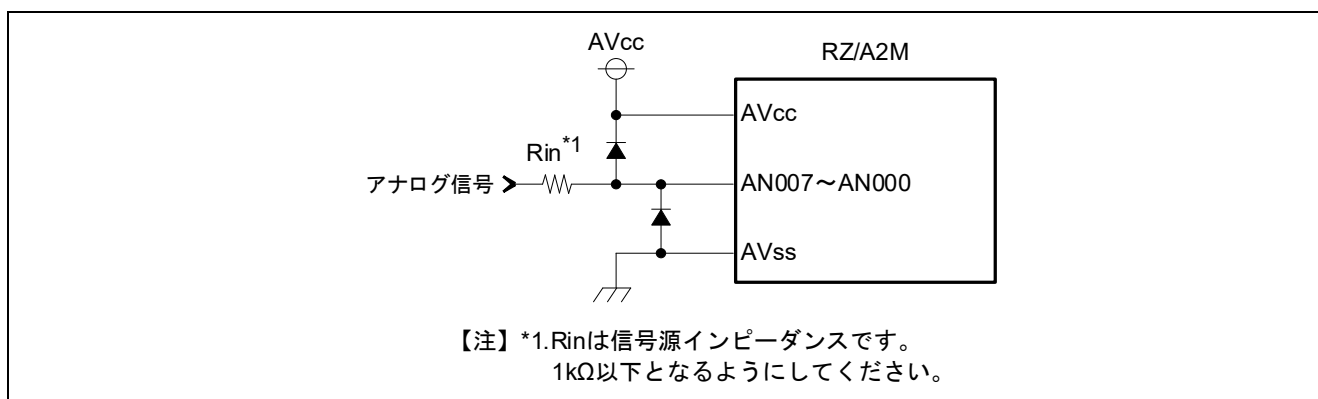 AVcc
RZ/A2M
AVcc
Rin*1
アナログ信号
AN007～AN000
AVss
【注】*1.Rinは信号源インピーダンスです。
1kΩ以下となるようにしてください。